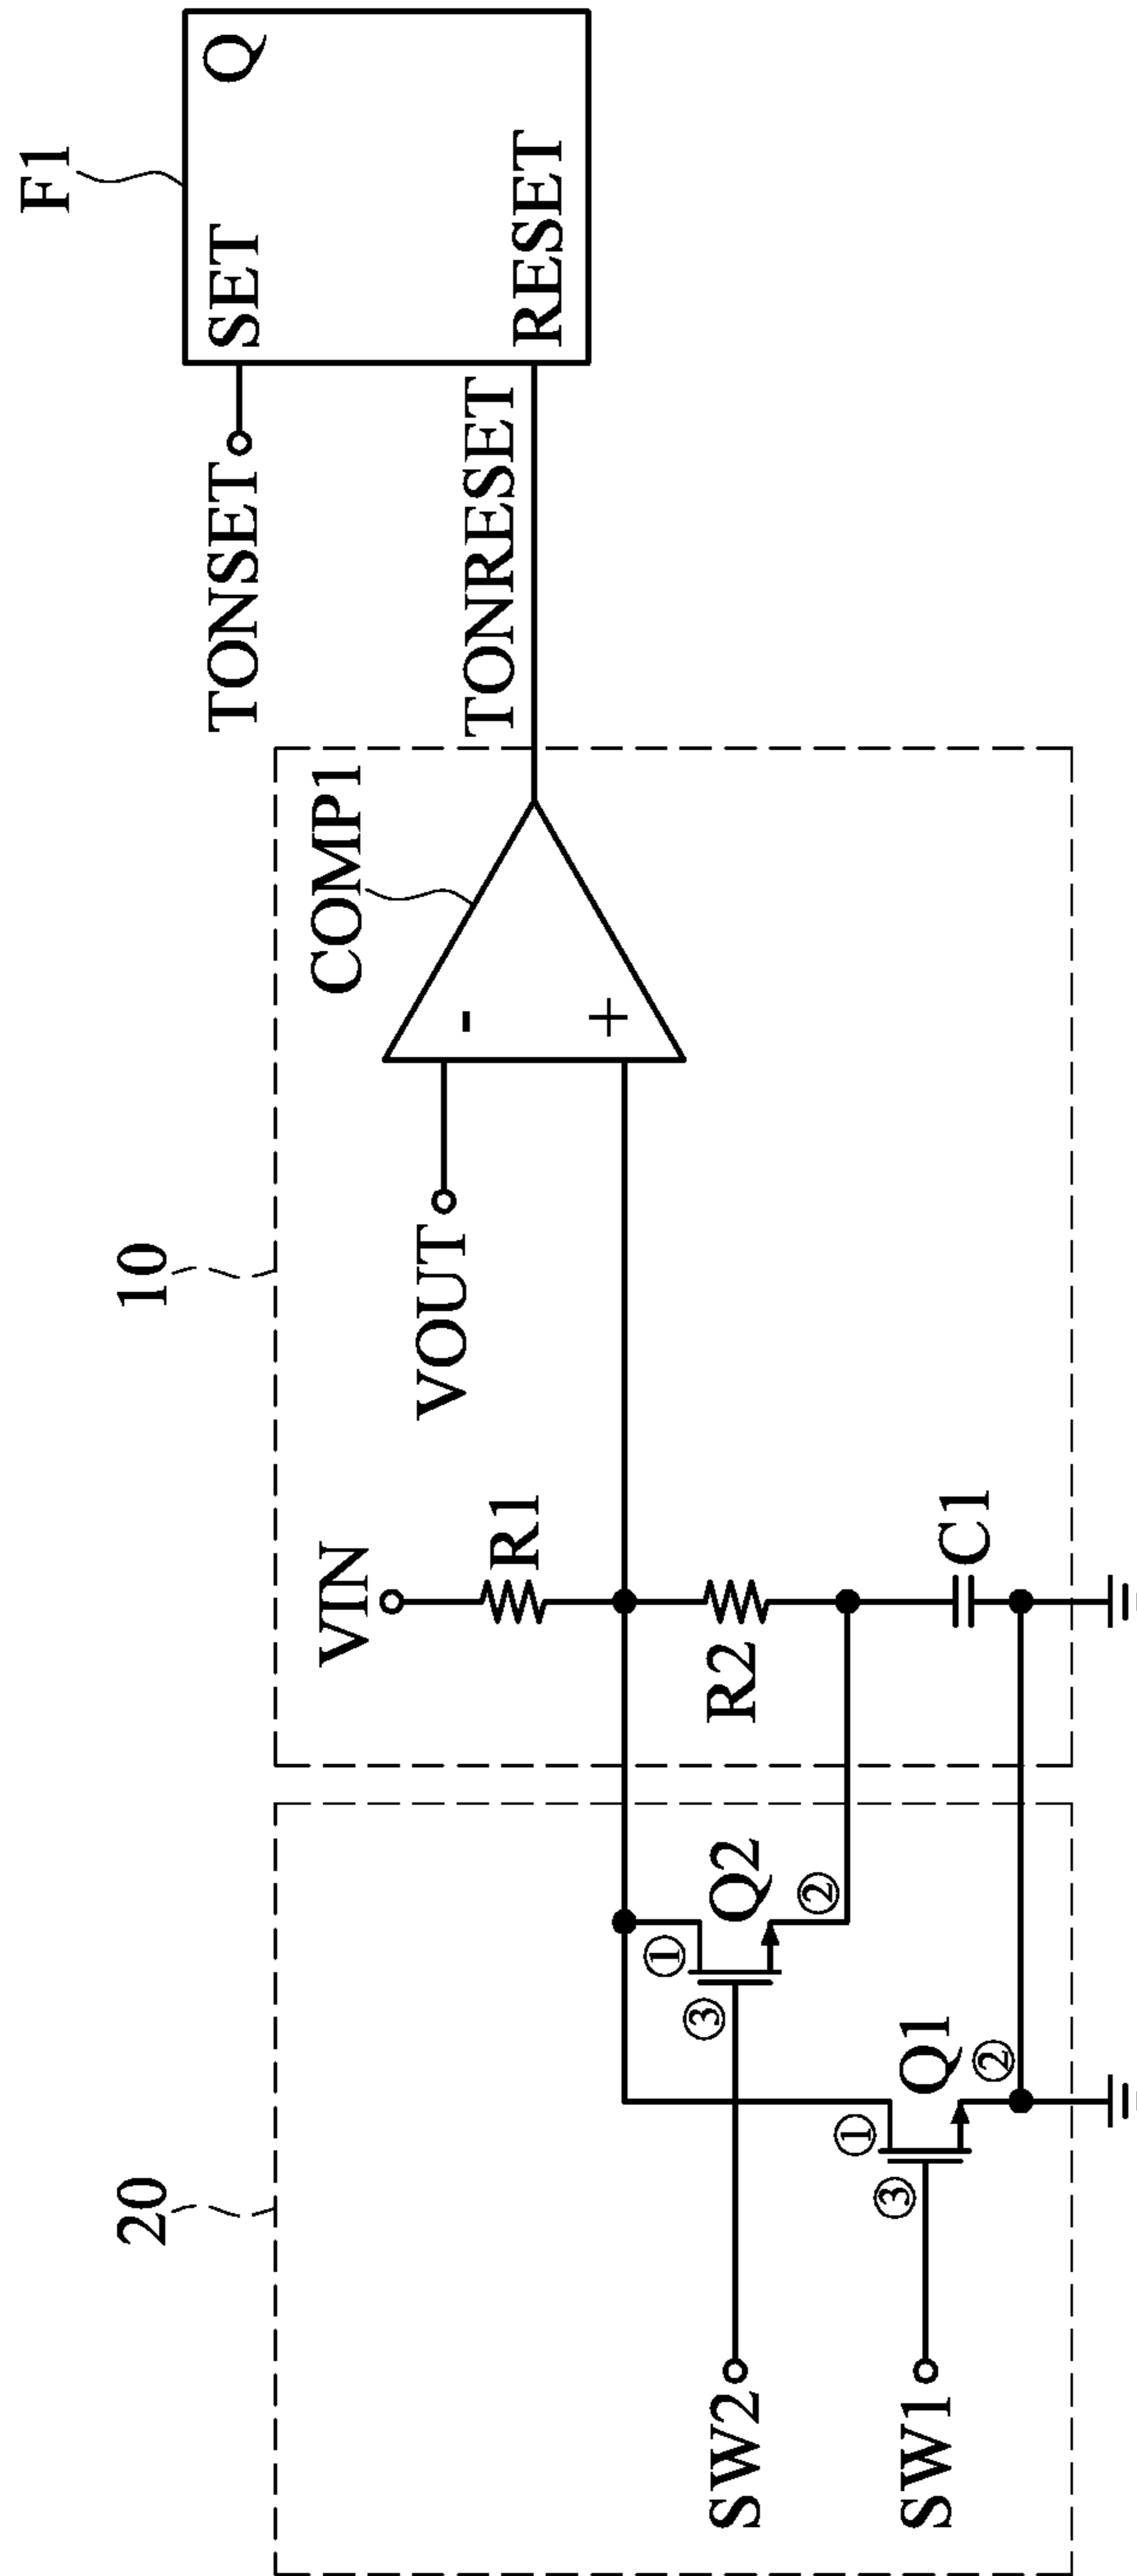 20
10
F1
SW2
SW1
③
①
Q2
②
③
①
Q1
②
VIN
R1
R2
C1
VOUT
-
+
COMP1
TONSET
TONRESET
SET
Q
RESET